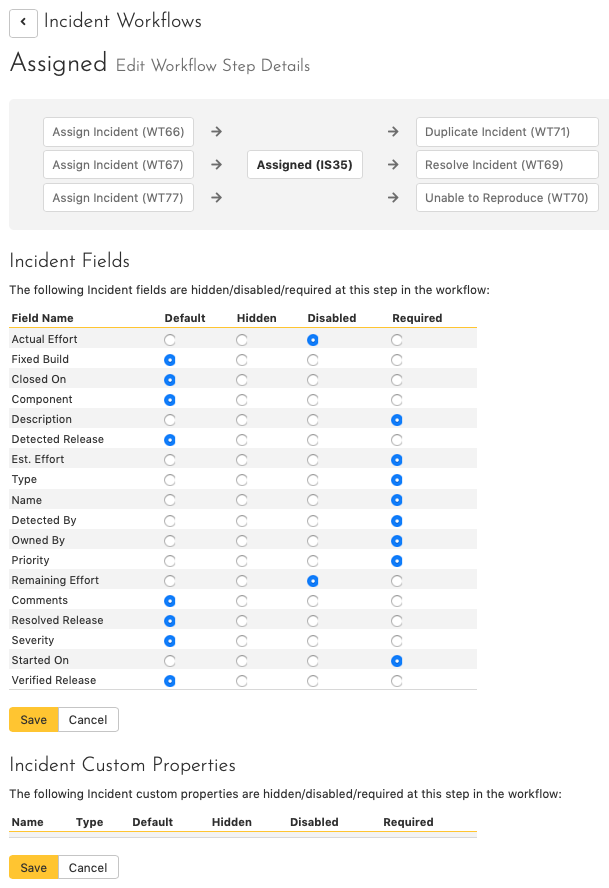 Incident Workflows
Assigned Edit Workflow Step Details
Assign Incident (WT66) → → Duplicate Incident (WT71)
Assign Incident (WT67) → Assigned (IS35) → Resolve Incident (WT69)
Assign Incident (WT77) → → Unable to Reproduce (WT70)
Incident Fields
The following Incident fields are hidden/disabled/required at this step in the workflow:
Field Name Default Hidden Disabled Required
Actual Effort
Fixed Build
Closed On
Component
Description
Detected Release
Est. Effort
Type
Name
Detected By
Owned By
Priority
Remaining Effort
Comments
Resolved Release
Severity
Started On
Verified Release
Save Cancel
Incident Custom Properties
The following Incident custom properties are hidden/disabled/required at this step in the workflow:
Name Type Default Hidden Disabled Required
Save Cancel